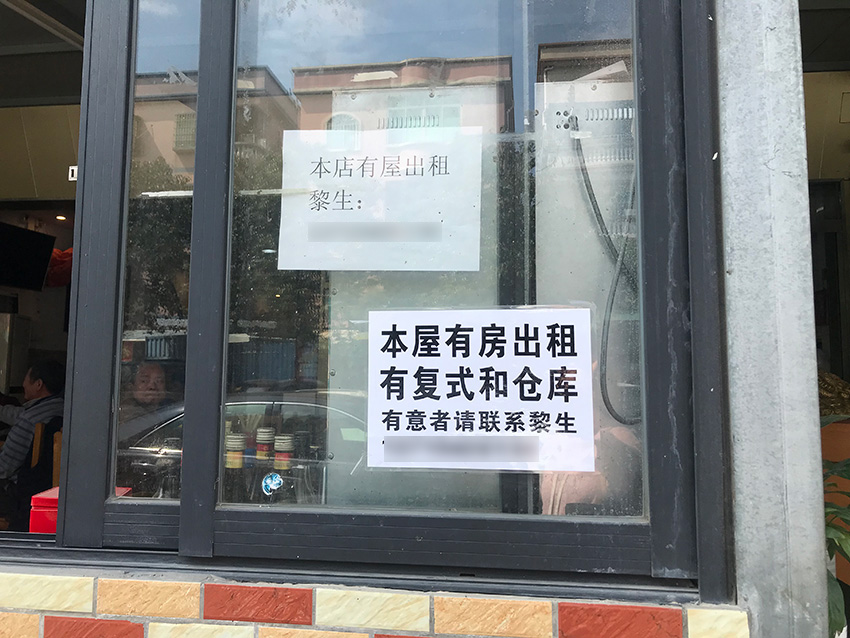 本店有屋出租
黎生:
本屋有房出租
有复式和仓库
有意者请联系黎生